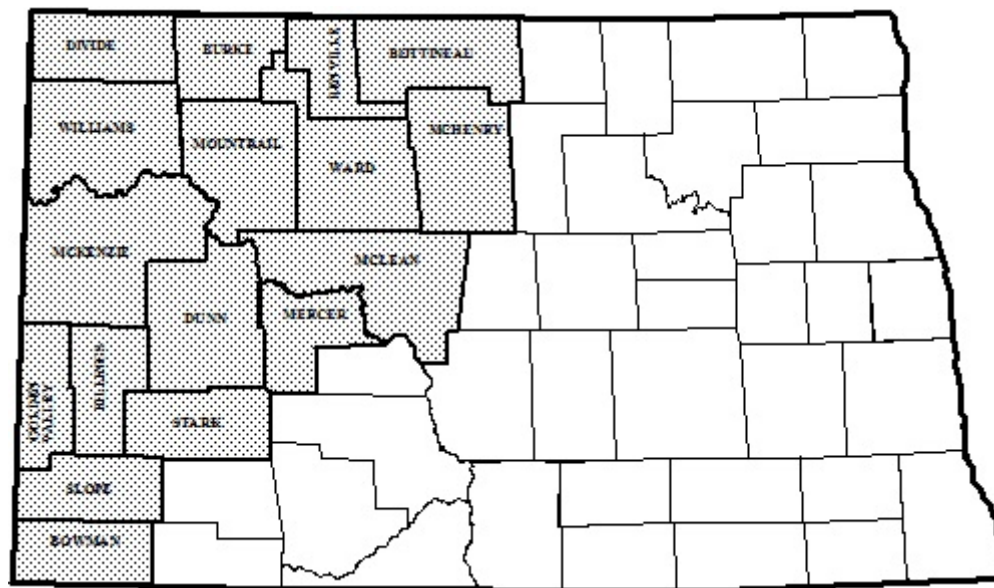 DIVIDE
BURKE
RENVILLE
BOTTINEAU
WILLIAMS
MOUNTRAIL
WARD
MCHENRY
MCKENZIE
MCLEAN
DUNN
MERCER
GOLDEN
VALLEY
BILLINGS
STARK
SLOPE
BOWMAN